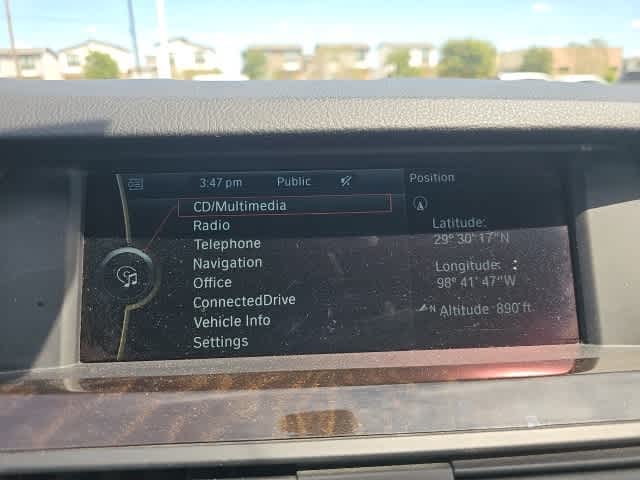 3:47 pm Public
Position
CD/Multimedia
Radio
Telephone
Navigation
Office
ConnectedDrive
Vehicle Info
Settings
Latitude:
29° 30' 17" N
Longitude:
98° 41' 47" W
N Altitude 890 ft